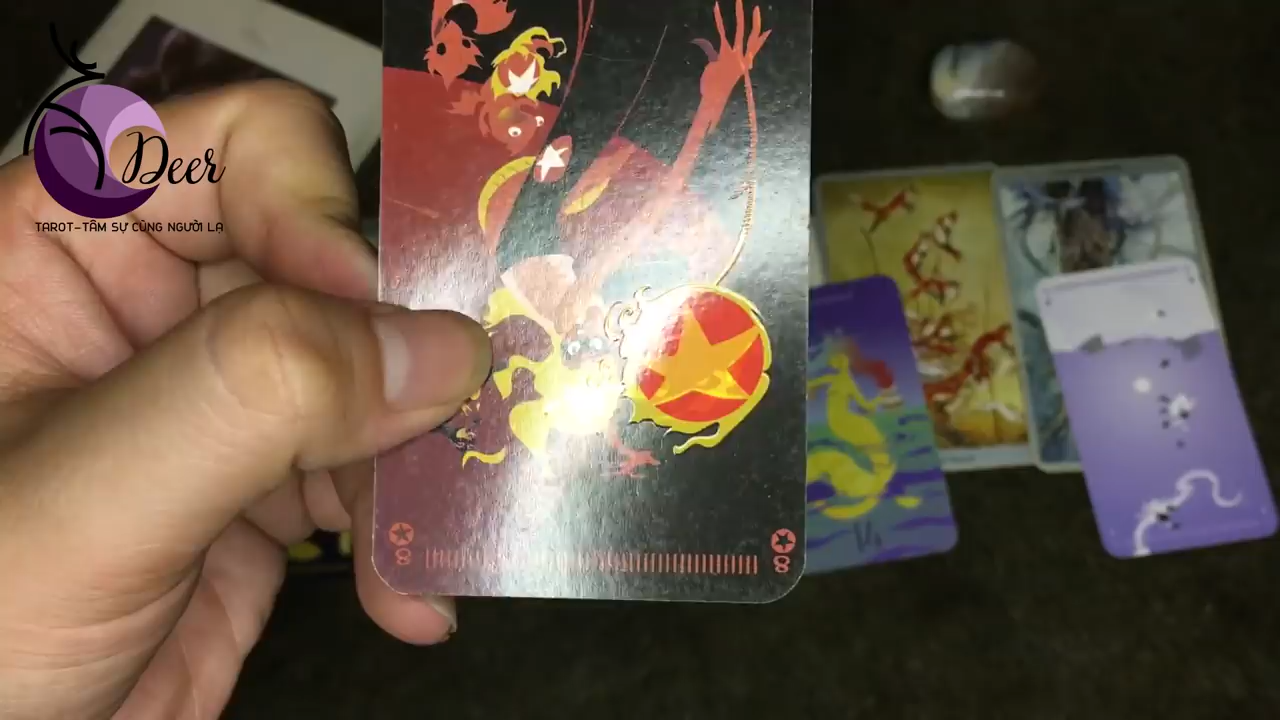 Deer
TAROT-TÂM SỰ CÙNG NGƯỜI LẠ
8 8